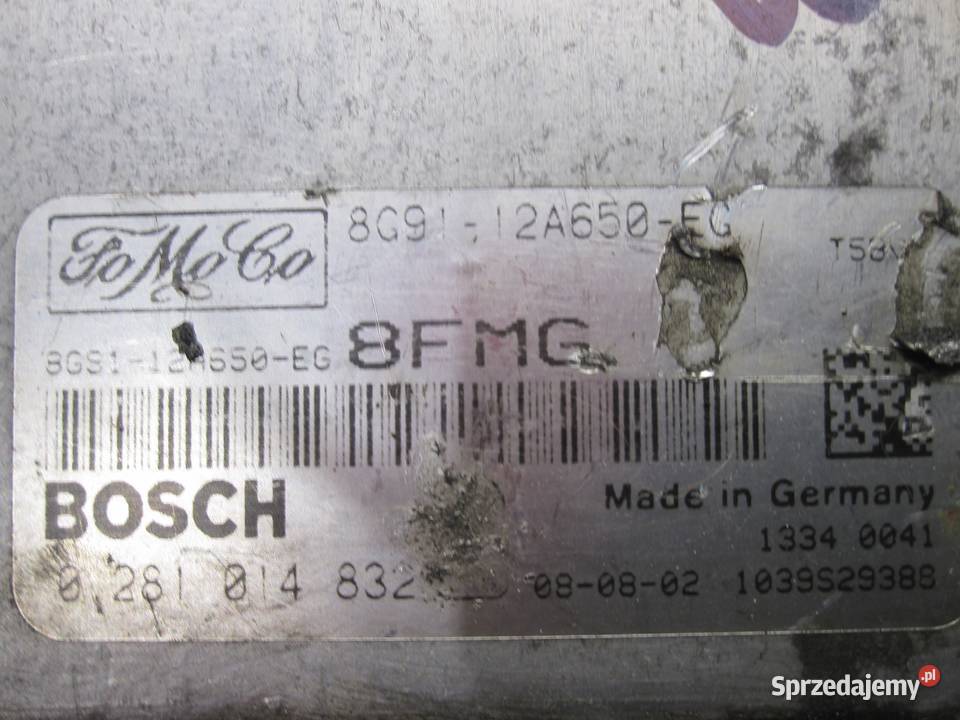 FoMoCo
8G91-12A650-EG
8G91-12A650-EG 8FMG
BOSCH
Made in Germany
1334 0041
0 281 014 832 08-08-02 1039S29388
Sprzedajemy.pl